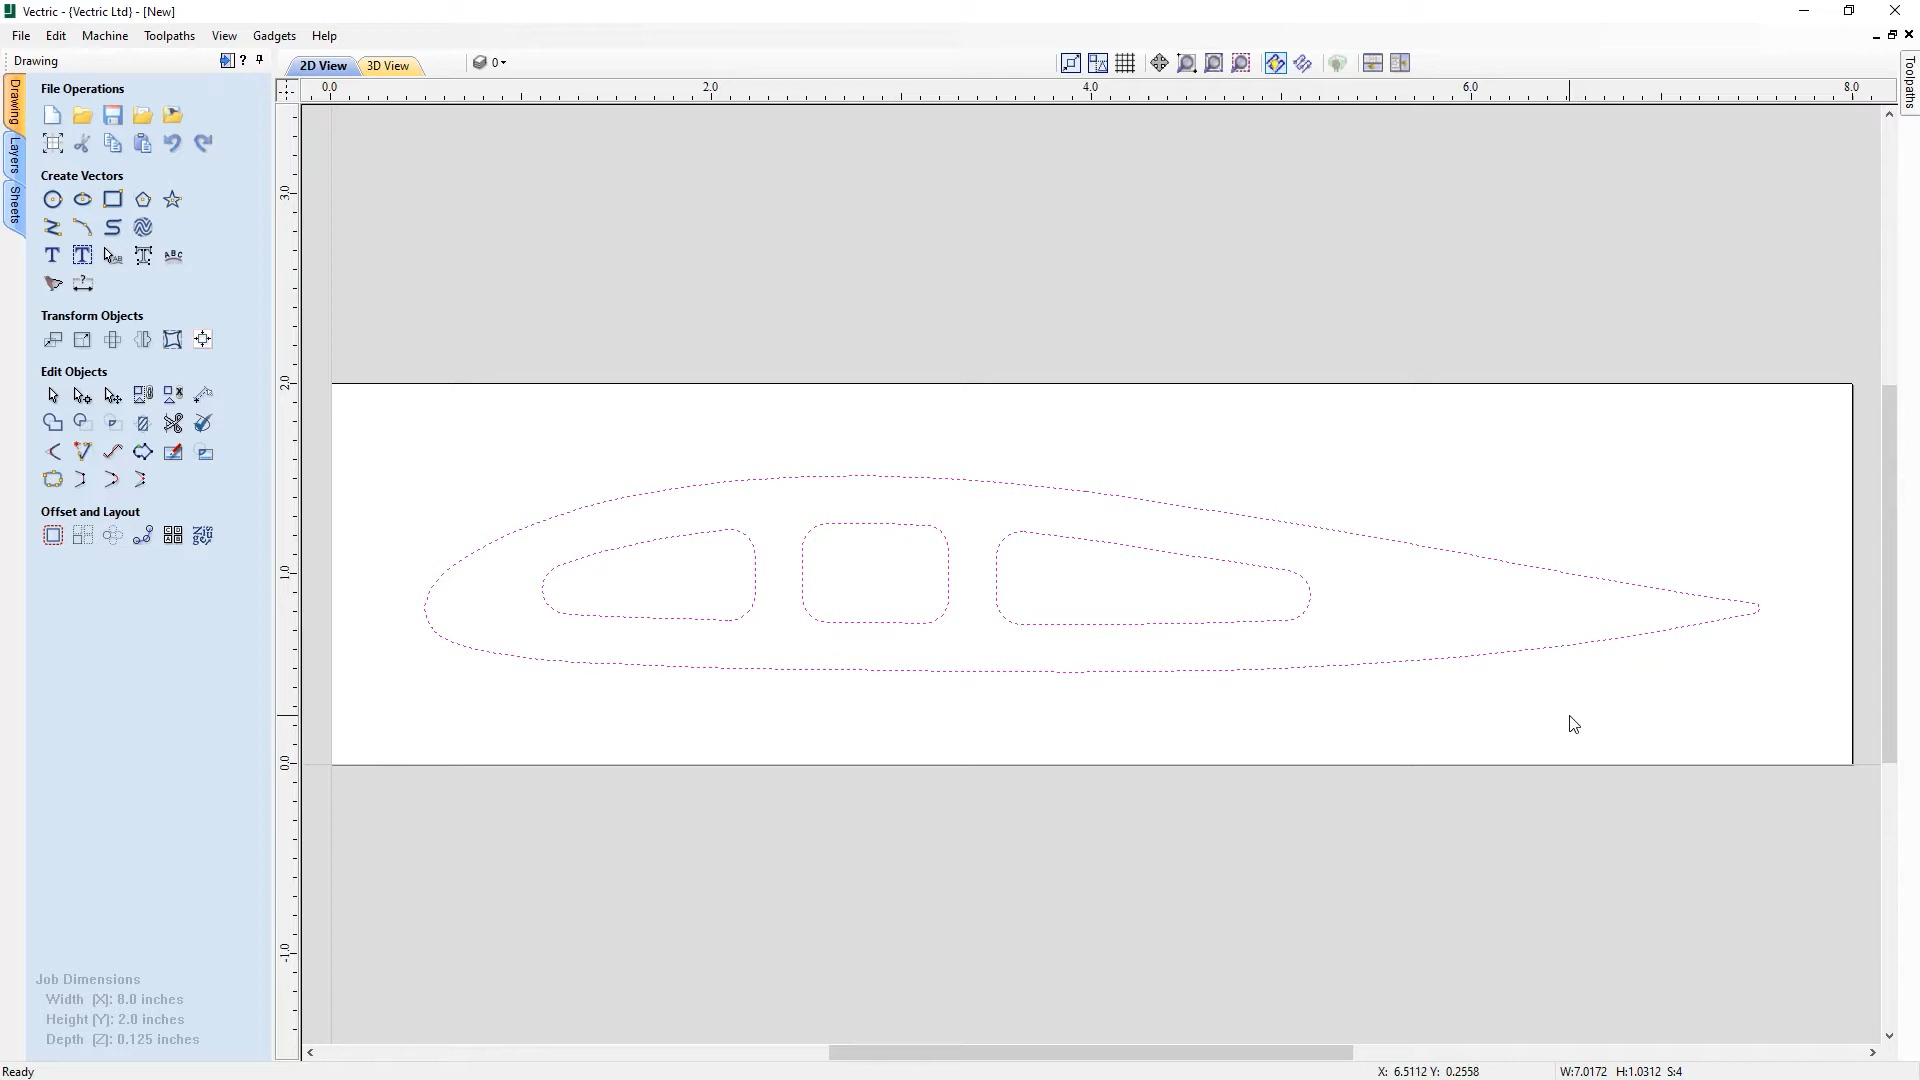 Vectric - {Vectric Ltd} - [New]
File Edit Machine Toolpaths View Gadgets Help
Drawing
2D View
3D View
0
Toolpaths
Drawing
Layers
Sheets
File Operations
Create Vectors
Transform Objects
Edit Objects
Offset and Layout
0.0 2.0 4.0 6.0 8.0
3.0
2.0
1.0
0.0
-1.0
Job Dimensions
Width (X): 8.0 inches
Height (Y): 2.0 inches
Depth (Z): 0.125 inches
Ready
X: 6.5112 Y: 0.2558
W:7.0172 H:1.0312 S:4